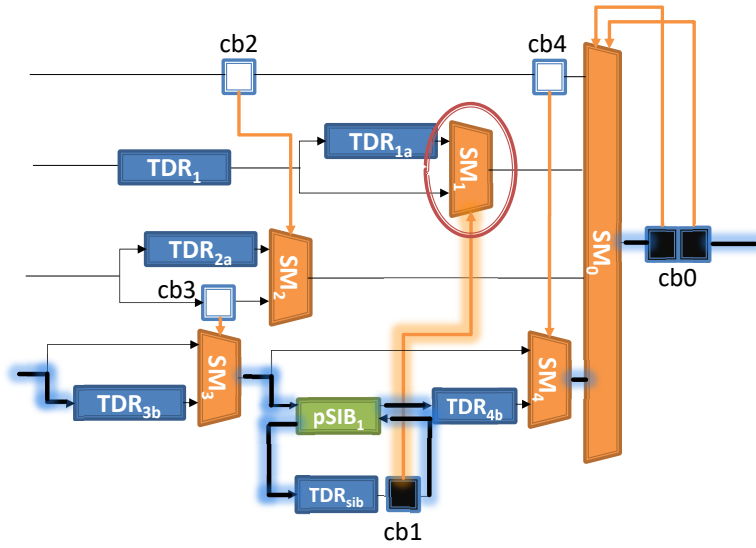 cb2
cb4
TDR1a
TDR1
SM1
TDR2a
SM2
SM0
cb3
cb0
SM3
SM4
TDR3b
pSIB1
TDR4b
TDRsib
cb1